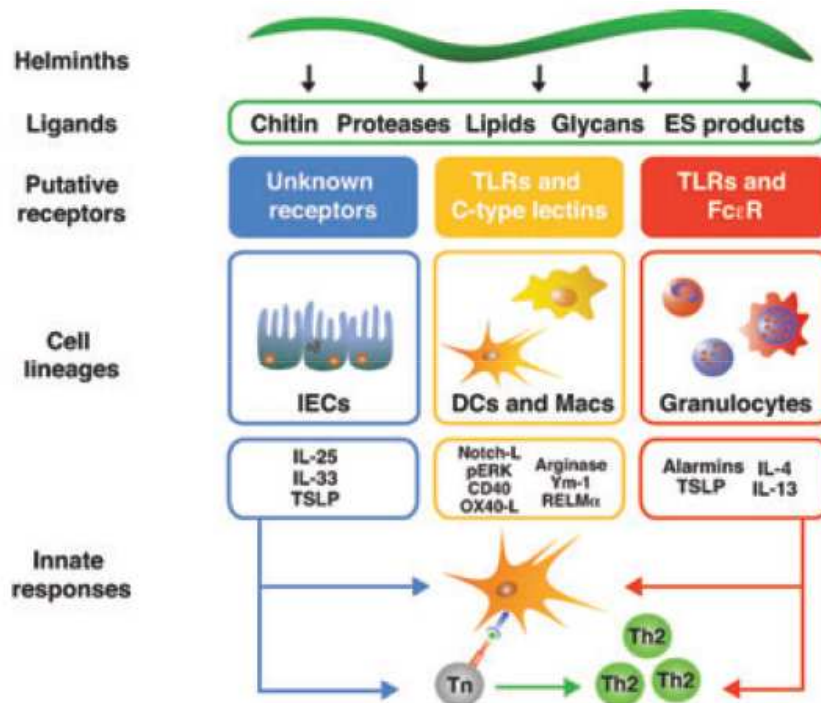 Helminths
Ligands
Chitin Proteases Lipids Glycans ES products
Putative
receptors
Unknown
receptors
TLRs and
C-type lectins
TLRs and
FcεR
Cell
lineages
IECs
DCs and Macs
Granulocytes
IL-25
IL-33
TSLP
Notch-L
pERK
CD40
OX40-L
Arginase
Ym-1
RELMα
Alarmins
TSLP
IL-4
IL-13
Innate
responses
Tn
Th2
Th2
Th2